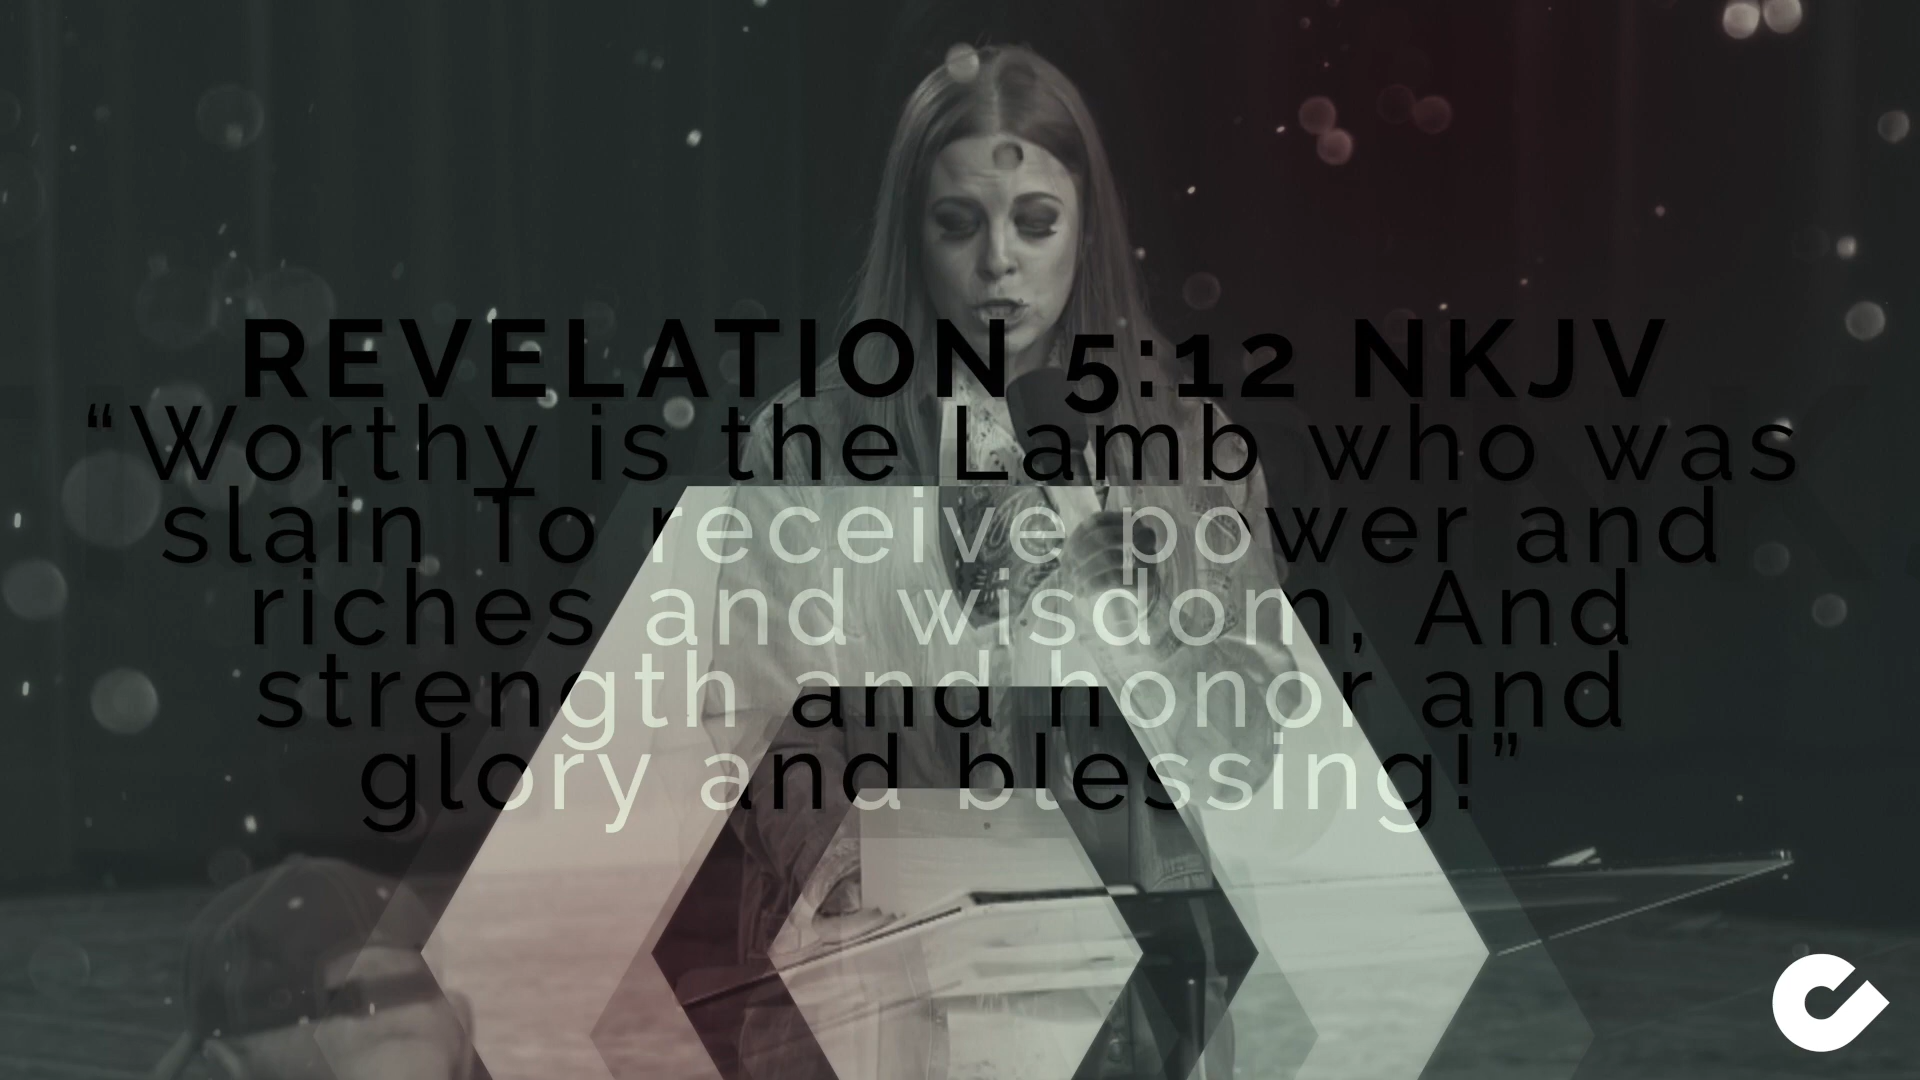 REVELATION 5:12 NKJV
“Worthy is the Lamb who was
slain To receive power and
riches and wisdom, And
strength and honor and
glory and blessing!”